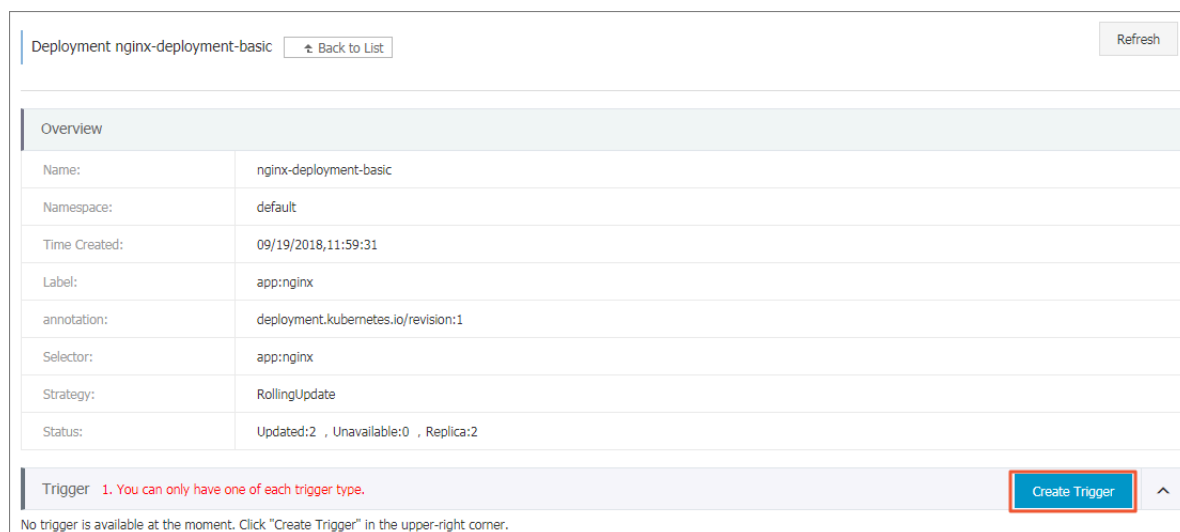 Deployment nginx-deployment-basic Back to List Refresh
Overview
Name: nginx-deployment-basic
Namespace: default
Time Created: 09/19/2018,11:59:31
Label: app:nginx
annotation: deployment.kubernetes.io/revision:1
Selector: app:nginx
Strategy: RollingUpdate
Status: Updated:2 , Unavailable:0 , Replica:2
Trigger 1. You can only have one of each trigger type. Create Trigger
No trigger is available at the moment. Click "Create Trigger" in the upper-right corner.